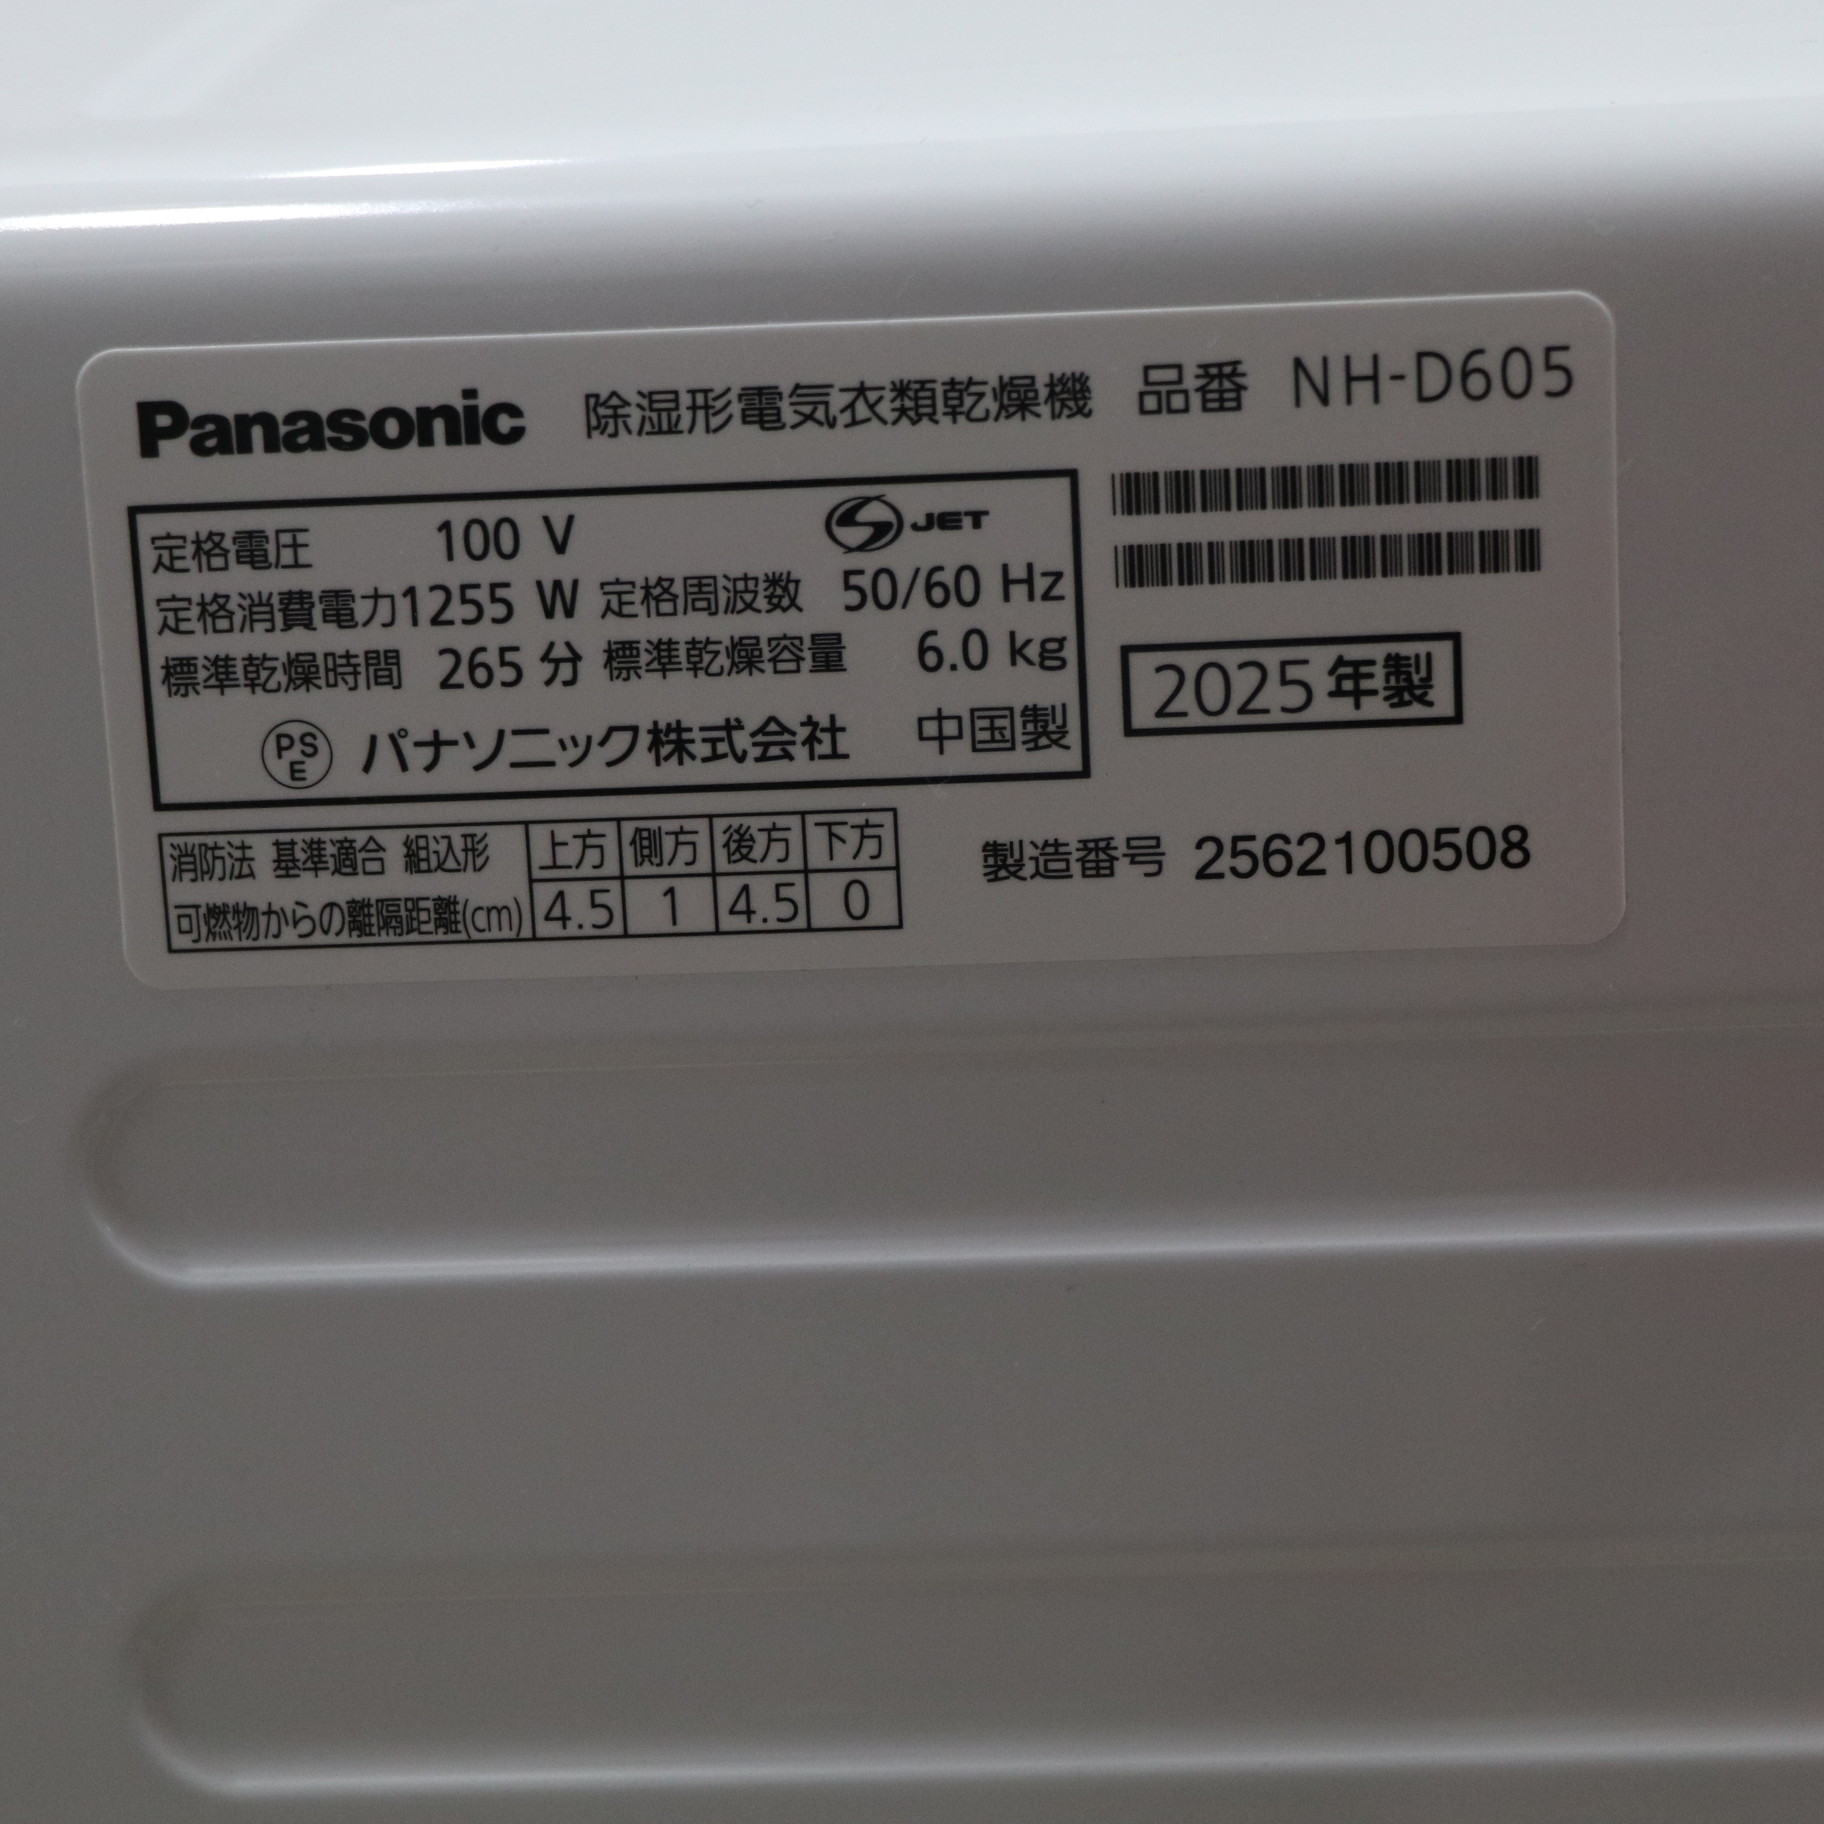 Panasonic 除湿形電気衣類乾燥機 品番 NH-D605
定格電圧 100 V JET
定格消費電力 1255 W 定格周波数 50/60 Hz
標準乾燥時間 265 分 標準乾燥容量 6.0 kg
PSE パナソニック株式会社 中国製
2025年製
消防法 基準適合 組込形 上方 側方 後方 下方
可燃物からの離隔距離(cm) 4.5 1 4.5 0
製造番号 2562100508